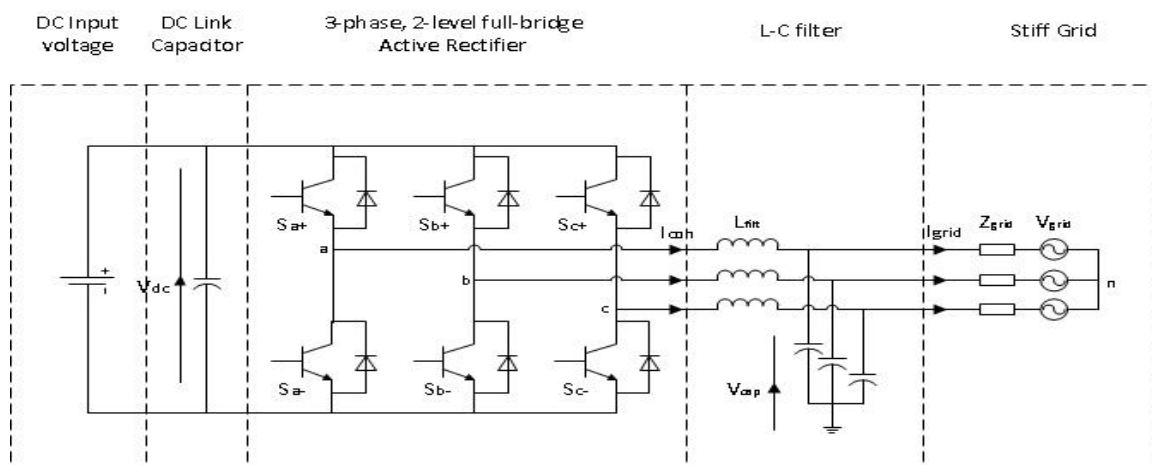 DC Input
voltage
DC Link
Capacitor
3-phase, 2-level full-bridge
Active Rectifier
L-C filter
Stiff Grid
Sa+
Sb+
Sc+
a
b
c
Lfilt
Igrid
Zgrid
Vgrid
n
+
-
Vdc
Sa-
Sb-
Sc-
Vcap